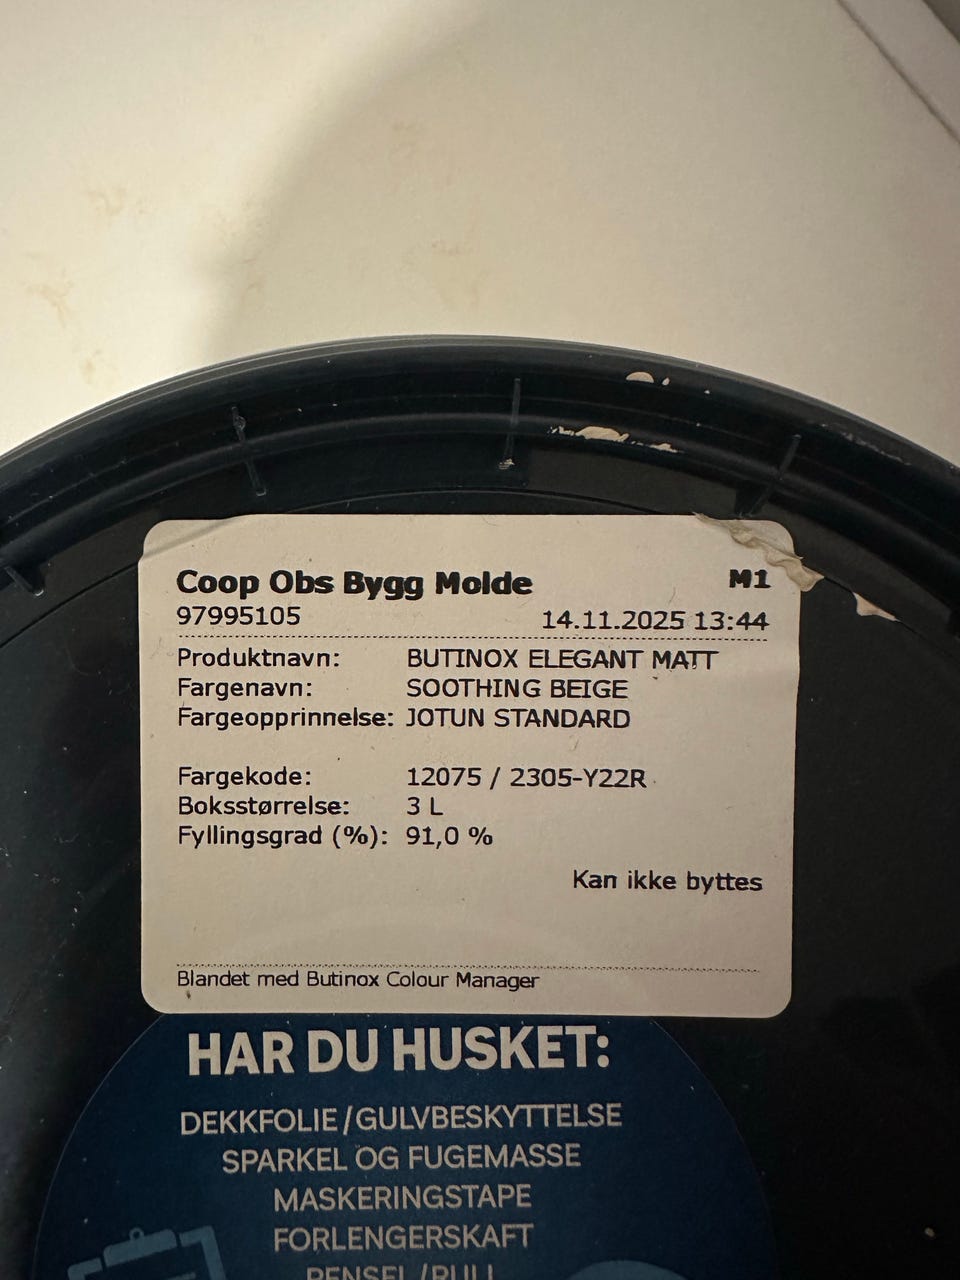 Coop Obs Bygg Molde M1
97995105 14.11.2025 13:44
Produktnavn: BUTINOX ELEGANT MATT
Fargenavn: SOOTHING BEIGE
Fargeopprinnelse: JOTUN STANDARD
Fargekode: 12075 / 2305-Y22R
Boksstørrelse: 3 L
Fyllingsgrad (%): 91,0 %
Kan ikke byttes
Blandet med Butinox Colour Manager
HAR DU HUSKET:
DEKKFOLIE/GULVBESKYTTELSE
SPARKEL OG FUGEMASSE
MASKERINGSTAPE
FORLENGERSKAFT
PENSEL/RULL